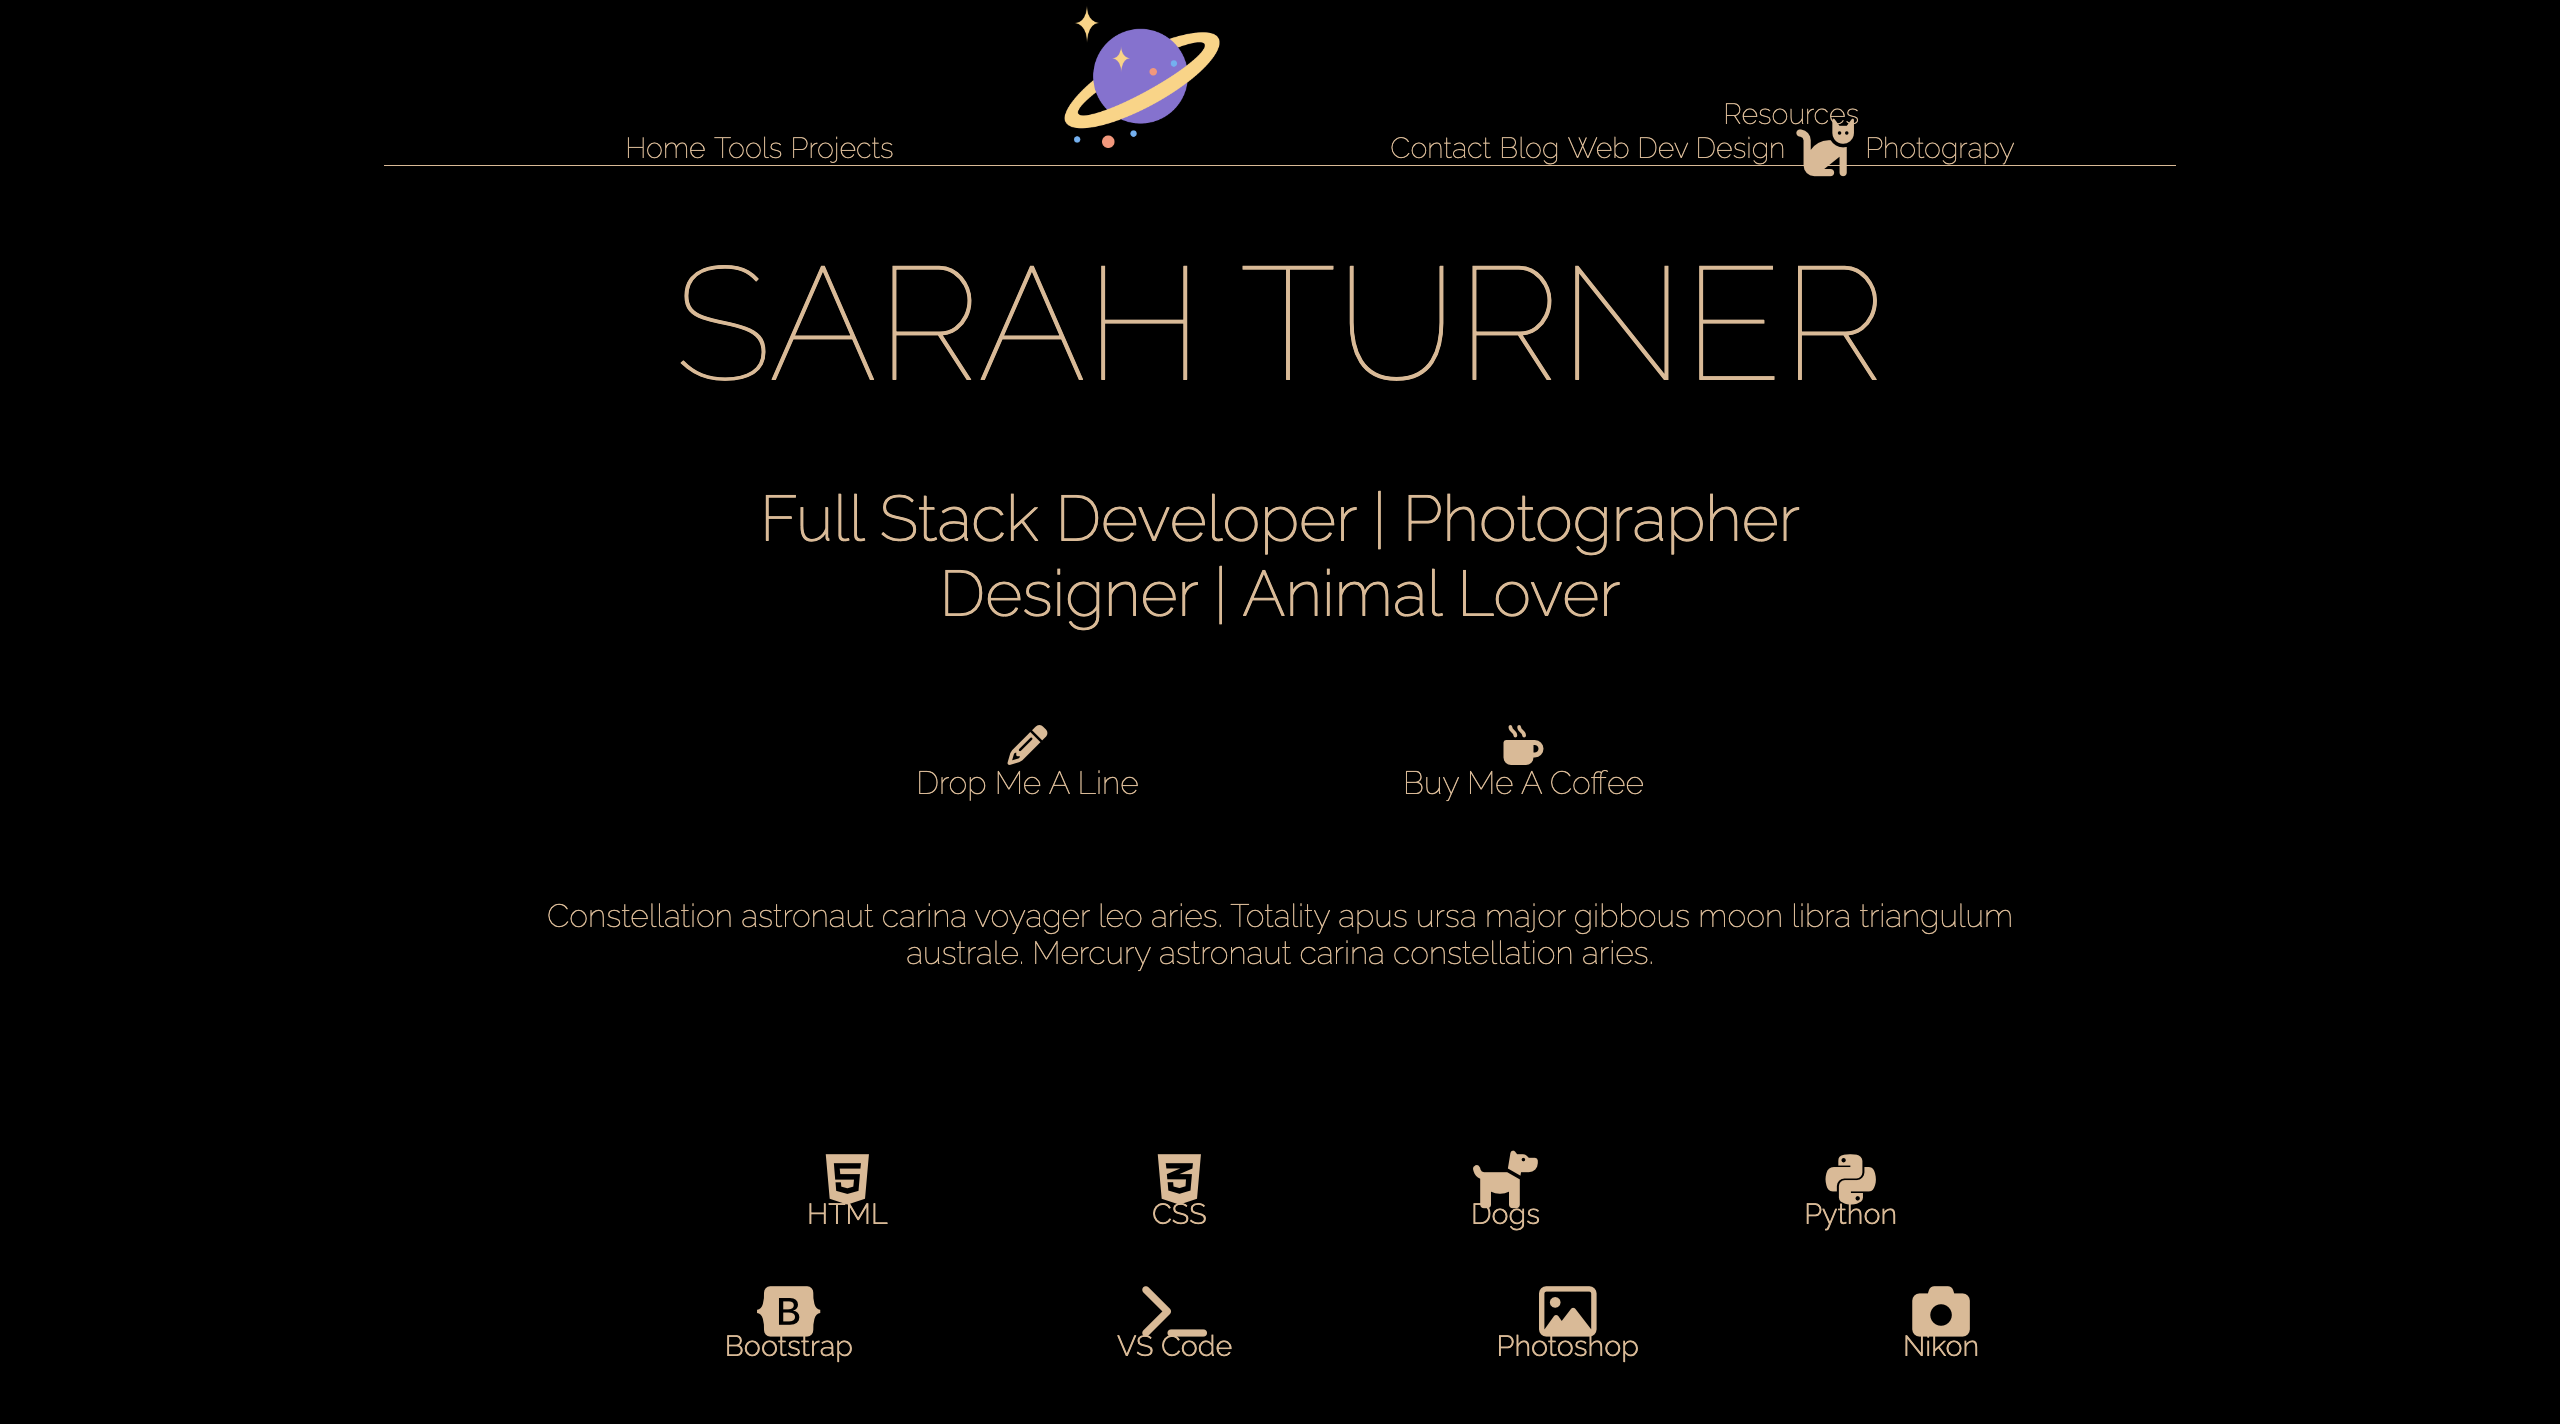 Resources
Home Tools Projects
Contact Blog Web Dev Design Photograpy
SARAH TURNER
Full Stack Developer | Photographer
Designer | Animal Lover
Drop Me A Line
Buy Me A Coffee
Constellation astronaut carina voyager leo aries. Totality apus ursa major gibbous moon libra triangulum
australe. Mercury astronaut carina constellation aries.
5 3
HTML CSS Dogs Python
B
Bootstrap VS Code Photoshop Nikon